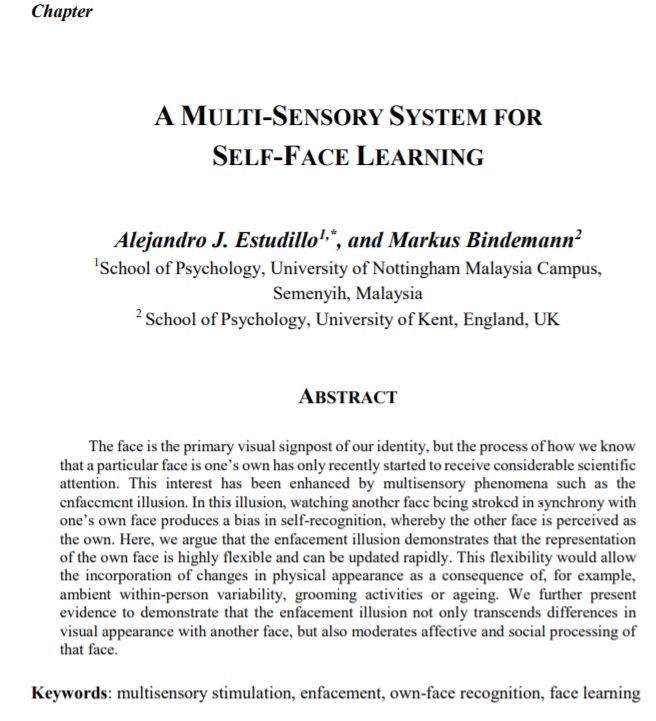 Chapter
A MULTI-SENSORY SYSTEM FOR
SELF-FACE LEARNING
Alejandro J. Estudillo1,*, and Markus Bindemann2
1School of Psychology, University of Nottingham Malaysia Campus,
Semenyih, Malaysia
2 School of Psychology, University of Kent, England, UK
ABSTRACT
The face is the primary visual signpost of our identity, but the process of how we know
that a particular face is one's own has only recently started to receive considerable scientific
attention. This interest has been enhanced by multisensory phenomena such as the
enfacement illusion. In this illusion, watching another face being stroked in synchrony with
one's own face produces a bias in self-recognition, whereby the other face is perceived as
the own. Here, we argue that the enfacement illusion demonstrates that the representation
of the own face is highly flexible and can be updated rapidly. This flexibility would allow
the incorporation of changes in physical appearance as a consequence of, for example,
ambient within-person variability, grooming activities or ageing. We further present
evidence to demonstrate that the enfacement illusion not only transcends differences in
visual appearance with another face, but also moderates affective and social processing of
that face.
Keywords: multisensory stimulation, enfacement, own-face recognition, face learning